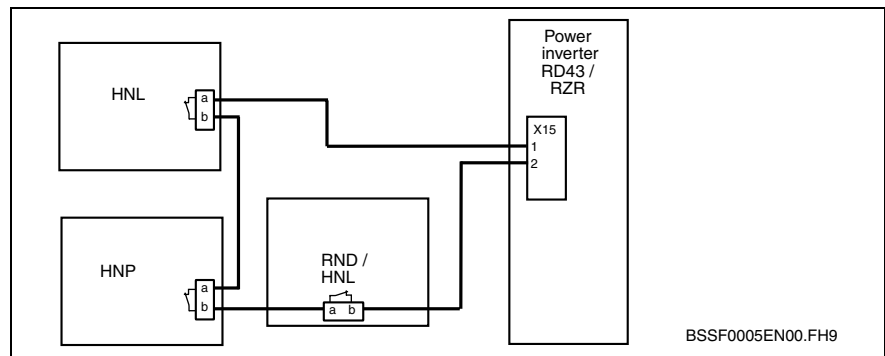 Power
inverter
RD43 /
RZR
HNL
a
b
X15
1
2
HNP
a
b
RND /
HNL
a b
BSSF0005EN00.FH9